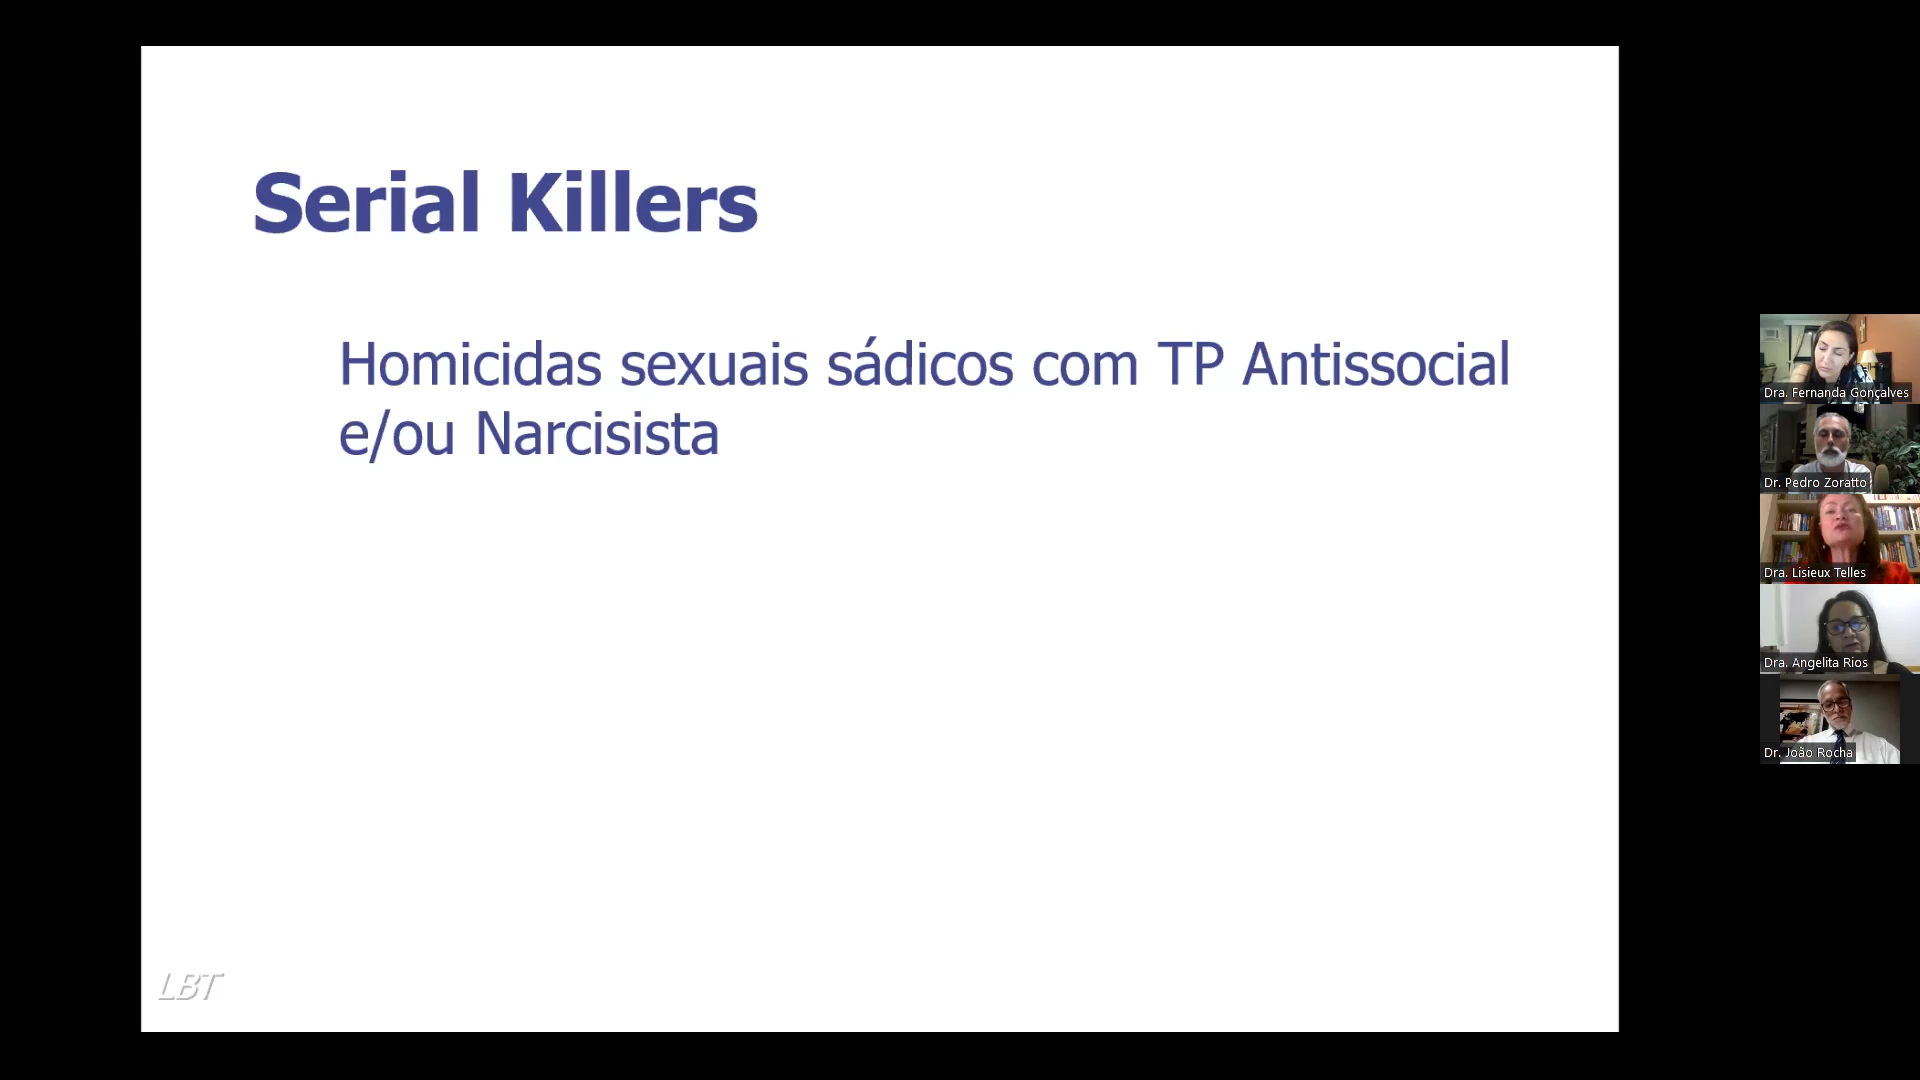 Serial Killers
Homicidas sexuais sádicos com TP Antissocial
e/ou Narcisista
LBT
Dra. Fernanda Gonçalves
Dr. Pedro Zoratto
Dra. Lisieux Telles
Dra. Angelita Rios
Dr. João Rocha